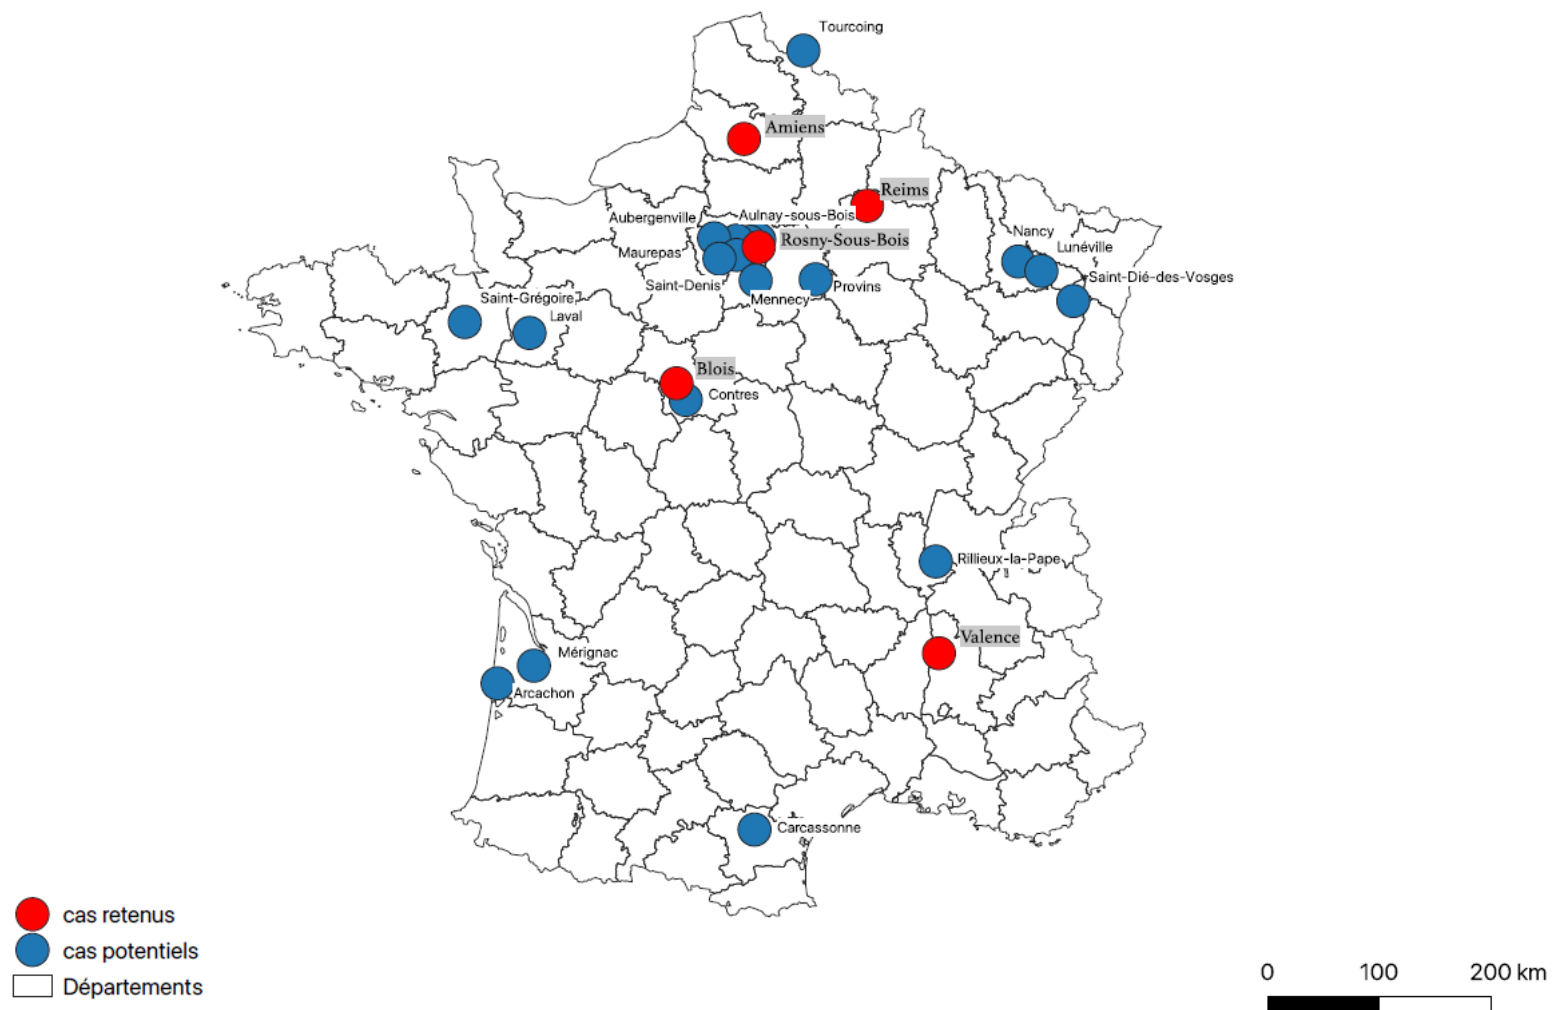 Tourcoing
Amiens
Reims
Aubergenville
Aulnay-sous-Bois
Rosny-Sous-Bois
Maurepas
Nancy
Lunéville
Saint-Denis
Provins
Saint-Dié-des-Vosges
Mennecy
Saint-Grégoire
Laval
Blois
Contres
Rillieux-la-Pape
Valence
Mérignac
Arcachon
Carcassonne
cas retenus
cas potentiels
Départements
0 100 200 km